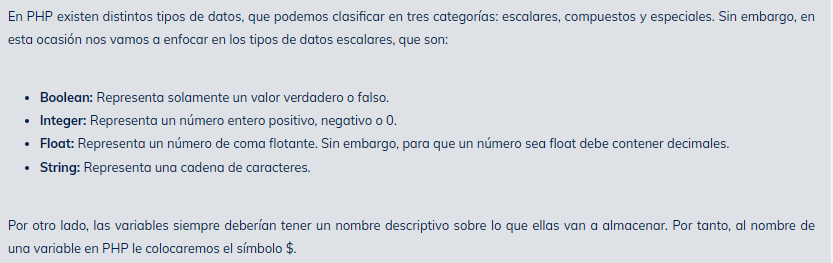 En PHP existen distintos tipos de datos, que podemos clasificar en tres categorías: escalares, compuestos y especiales. Sin embargo, en
esta ocasión nos vamos a enfocar en los tipos de datos escalares, que son:
• Boolean: Representa solamente un valor verdadero o falso.
• Integer: Representa un número entero positivo, negativo o 0.
• Float: Representa un número de coma flotante. Sin embargo, para que un número sea float debe contener decimales.
• String: Representa una cadena de caracteres.
Por otro lado, las variables siempre deberían tener un nombre descriptivo sobre lo que ellas van a almacenar. Por tanto, al nombre de
una variable en PHP le colocaremos el símbolo $.